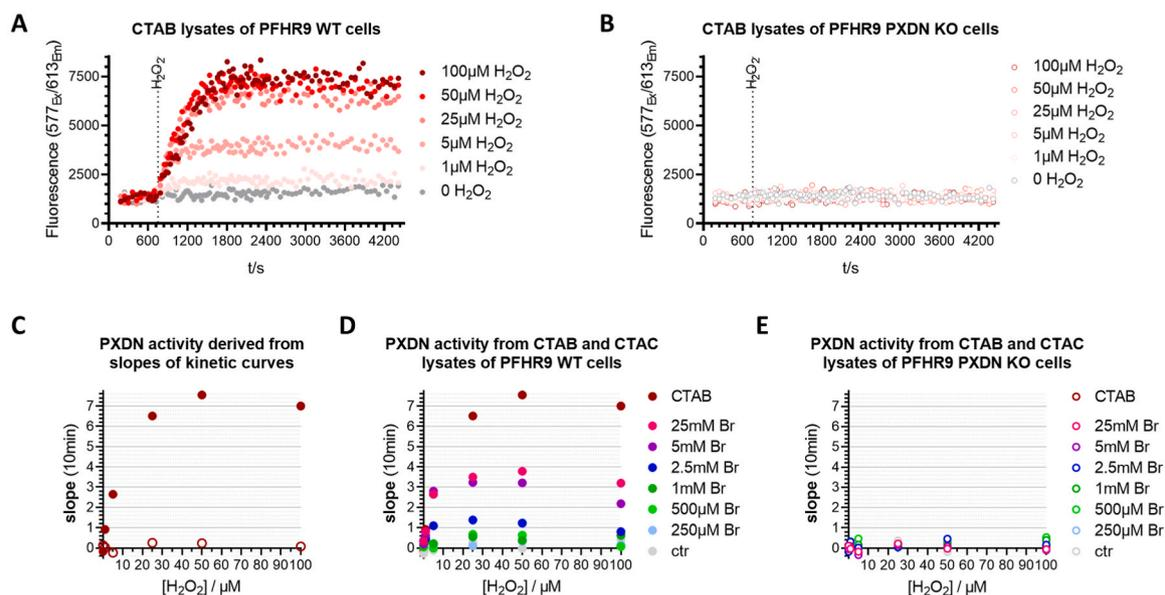 A
CTAB lysates of PFHR9 WT cells
Fluorescence (577Ex/613Em)
7500
5000
2500
0
H2O2
0 600 1200 1800 2400 3000 3600 4200
t/s
100µM H2O2
50µM H2O2
25µM H2O2
5µM H2O2
1µM H2O2
0 H2O2
B
CTAB lysates of PFHR9 PXDN KO cells
Fluorescence (577Ex/613Em)
7500
5000
2500
0
H2O2
0 600 1200 1800 2400 3000 3600 4200
t/s
100µM H2O2
50µM H2O2
25µM H2O2
5µM H2O2
1µM H2O2
0 H2O2
C
PXDN activity derived from
slopes of kinetic curves
slope (10min)
7
6
5
4
3
2
1
0
10 20 30 40 50 60 70 80 90 100
[H2O2] / µM
D
PXDN activity from CTAB and CTAC
lysates of PFHR9 WT cells
slope (10min)
7
6
5
4
3
2
1
0
10 20 30 40 50 60 70 80 90 100
[H2O2] / µM
CTAB
25mM Br
5mM Br
2.5mM Br
1mM Br
500µM Br
250µM Br
ctr
E
PXDN activity from CTAB and CTAC
lysates of PFHR9 PXDN KO cells
slope (10min)
7
6
5
4
3
2
1
0
10 20 30 40 50 60 70 80 90 100
[H2O2] / µM
CTAB
25mM Br
5mM Br
2.5mM Br
1mM Br
500µM Br
250µM Br
ctr